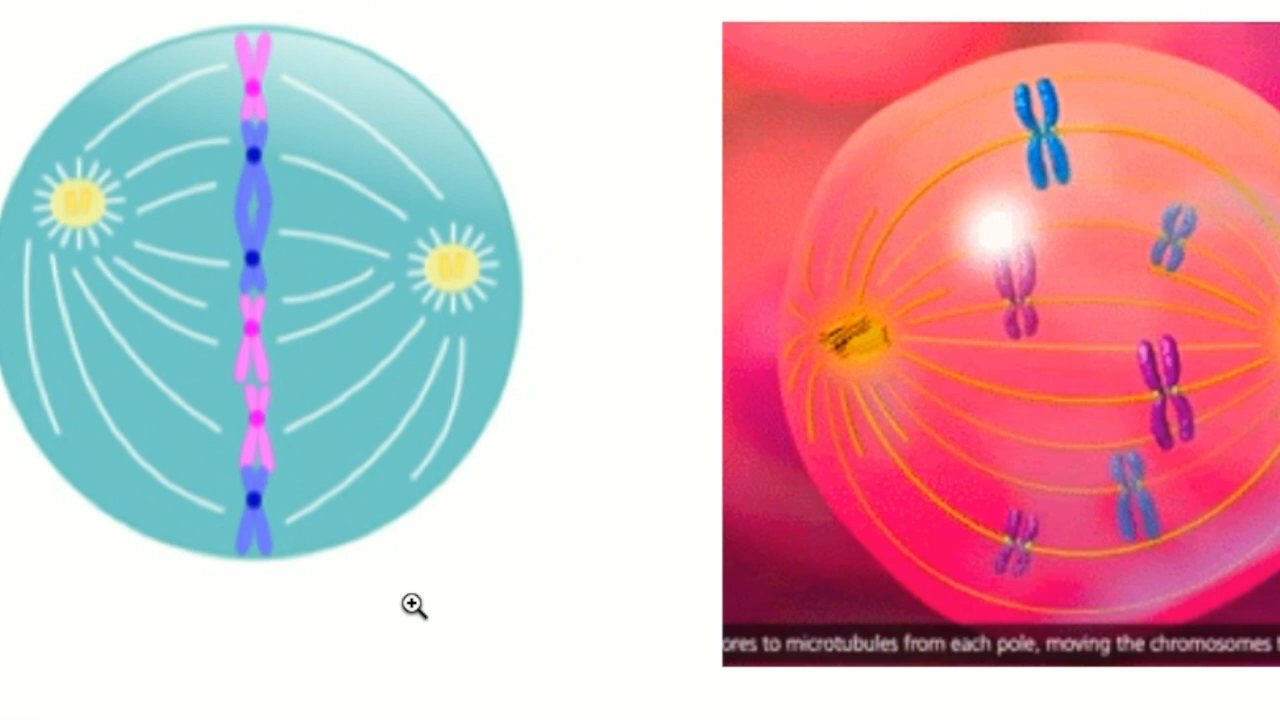 ores to microtubules from each pole, moving the chromosomes